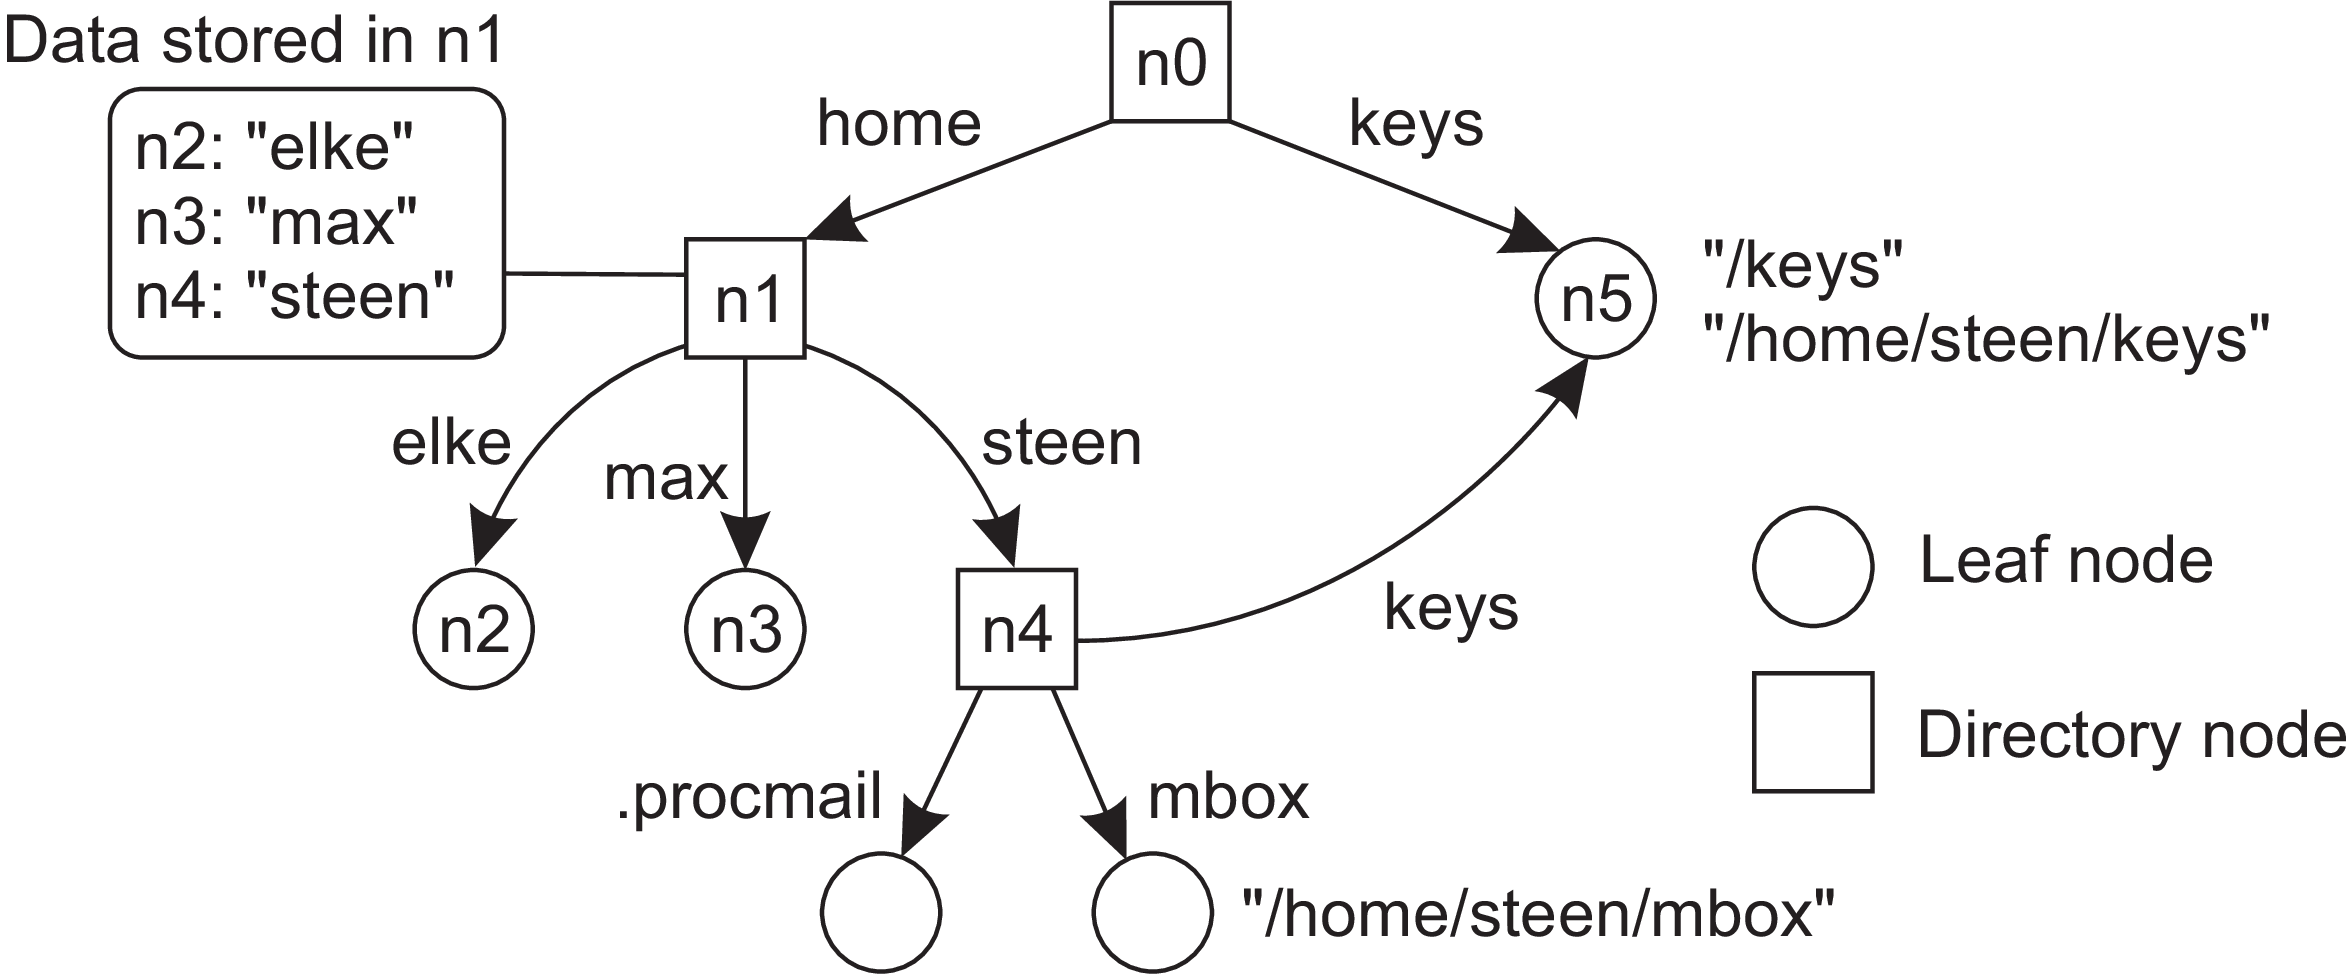 Data stored in n1
n2: "elke"
n3: "max"
n4: "steen"
n0
home
keys
n1
n5
"/keys"
"/home/steen/keys"
elke
max
steen
n2
n3
n4
keys
.procmail
mbox
"/home/steen/mbox"
Leaf node
Directory node